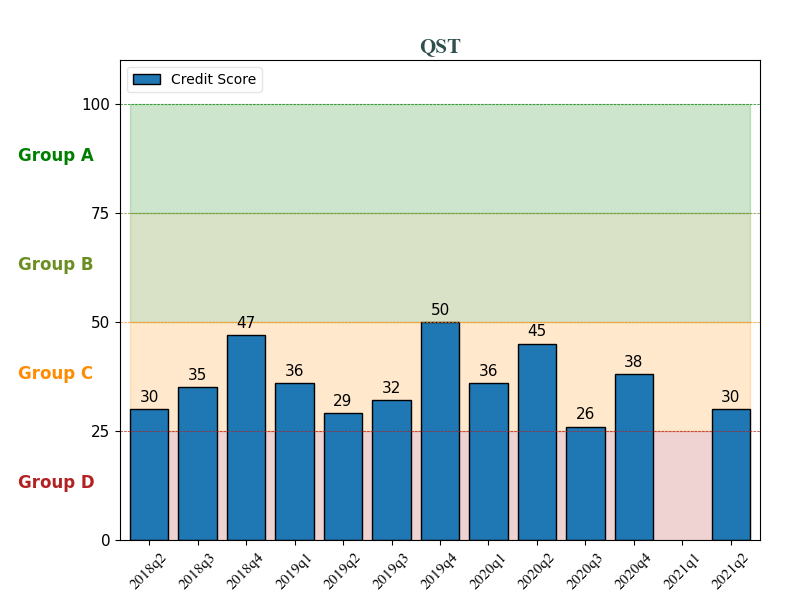 QST
Credit Score
100
Group A
75
Group B
50
Group C
25
Group D
0
30
35
47
36
29
32
50
36
45
26
38
30
2018q2
2018q3
2018q4
2019q1
2019q2
2019q3
2019q4
2020q1
2020q2
2020q3
2020q4
2021q1
2021q2